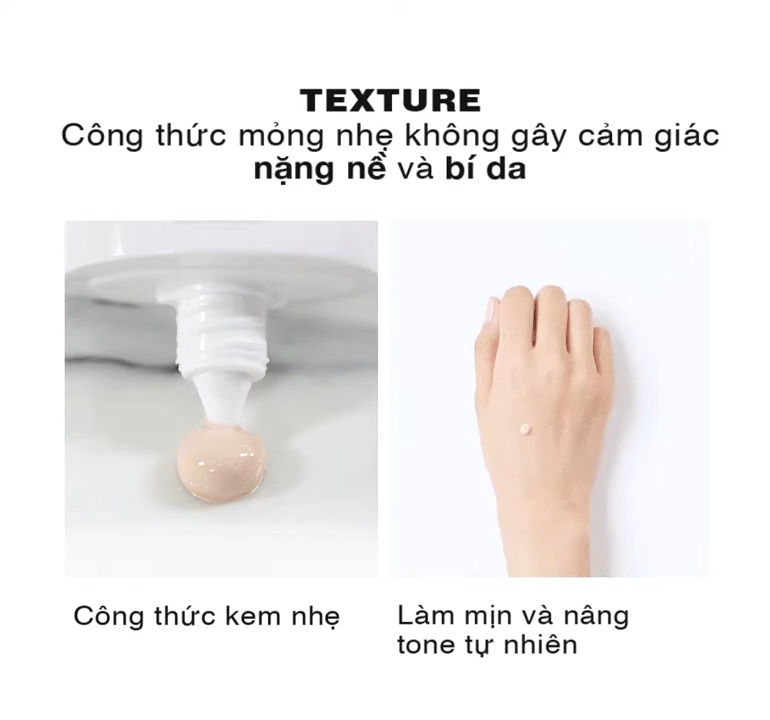 TEXTURE
Công thức mỏng nhẹ không gây cảm giác
nặng nề và bí da
Công thức kem nhẹ
Làm mịn và nâng
tone tự nhiên